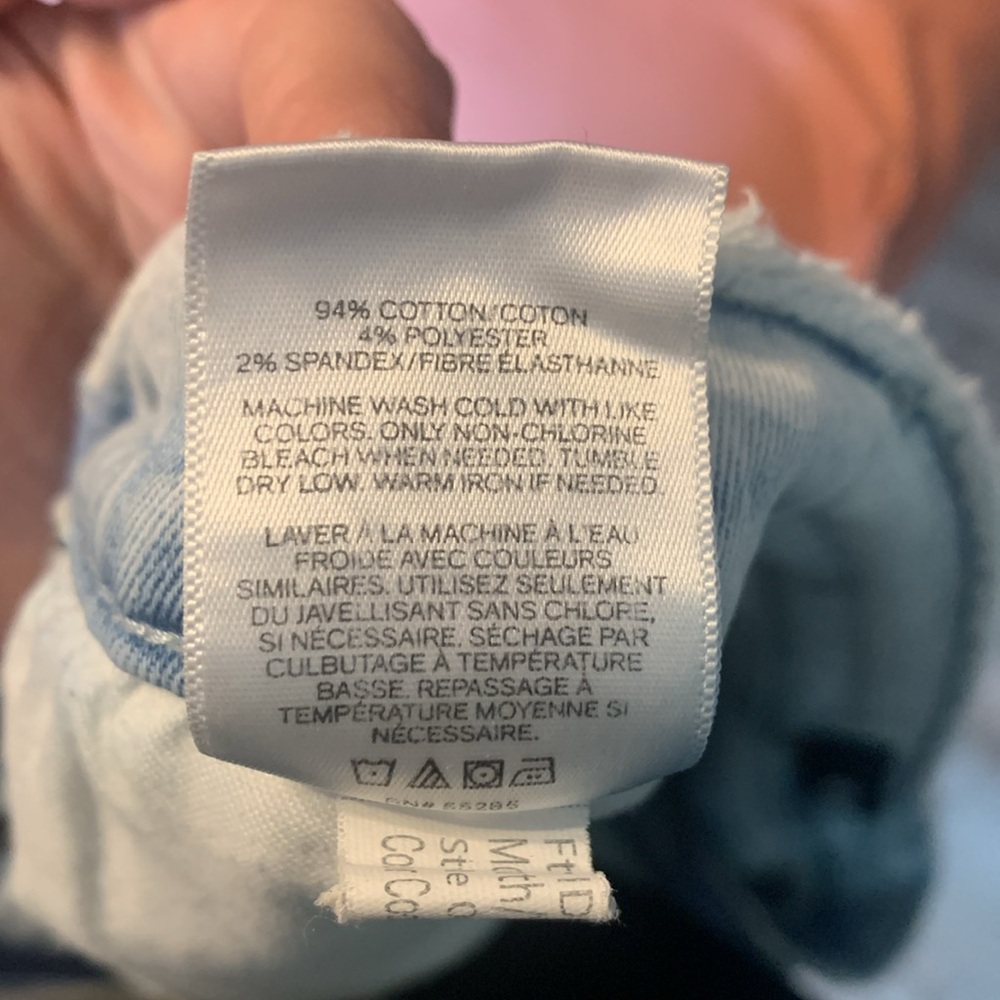 94% COTTON/COTON
4% POLYESTER
2% SPANDEX/FIBRE ÉLASTHANNE
MACHINE WASH COLD WITH LIKE
COLORS. ONLY NON-CHLORINE
BLEACH WHEN NEEDED. TUMBLE
DRY LOW. WARM IRON IF NEEDED.
LAVER À LA MACHINE À L'EAU
FROIDE AVEC COULEURS
SIMILAIRES. UTILISEZ SEULEMENT
DU JAVELLISANT SANS CHLORE,
SI NÉCESSAIRE. SÉCHAGE PAR
CULBUTAGE À TEMPÉRATURE
BASSE. REPASSAGE À
TEMPÉRATURE MOYENNE SI
NÉCESSAIRE.
RN# 55285